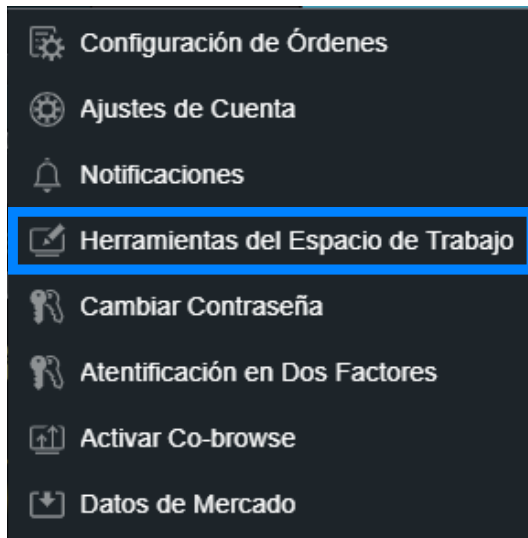 Configuración de Órdenes
Ajustes de Cuenta
Notificaciones
Herramientas del Espacio de Trabajo
Cambiar Contraseña
Atentificación en Dos Factores
Activar Co-browse
Datos de Mercado